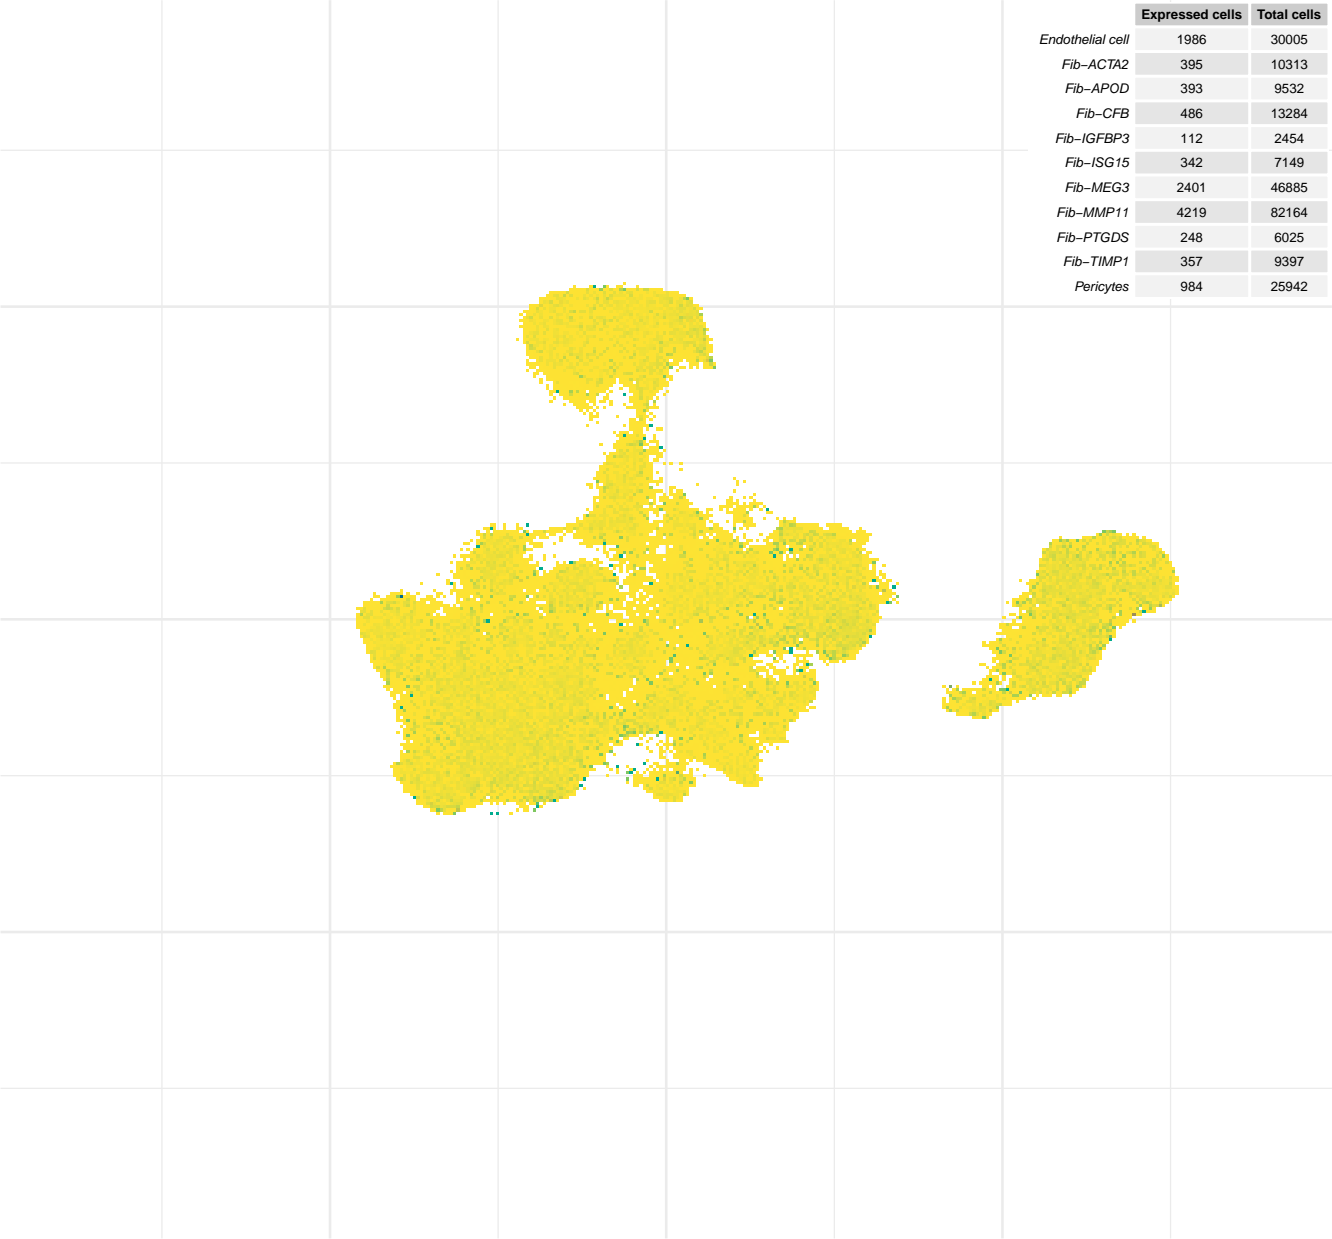 Expressed cells Total cells
Endothelial cell 1986 30005
Fib−ACTA2 395 10313
Fib−APOD 393 9532
Fib−CFB 486 13284
Fib−IGFBP3 112 2454
Fib−ISG15 342 7149
Fib−MEG3 2401 46885
Fib−MMP11 4219 82164
Fib−PTGDS 248 6025
Fib−TIMP1 357 9397
Pericytes 984 25942